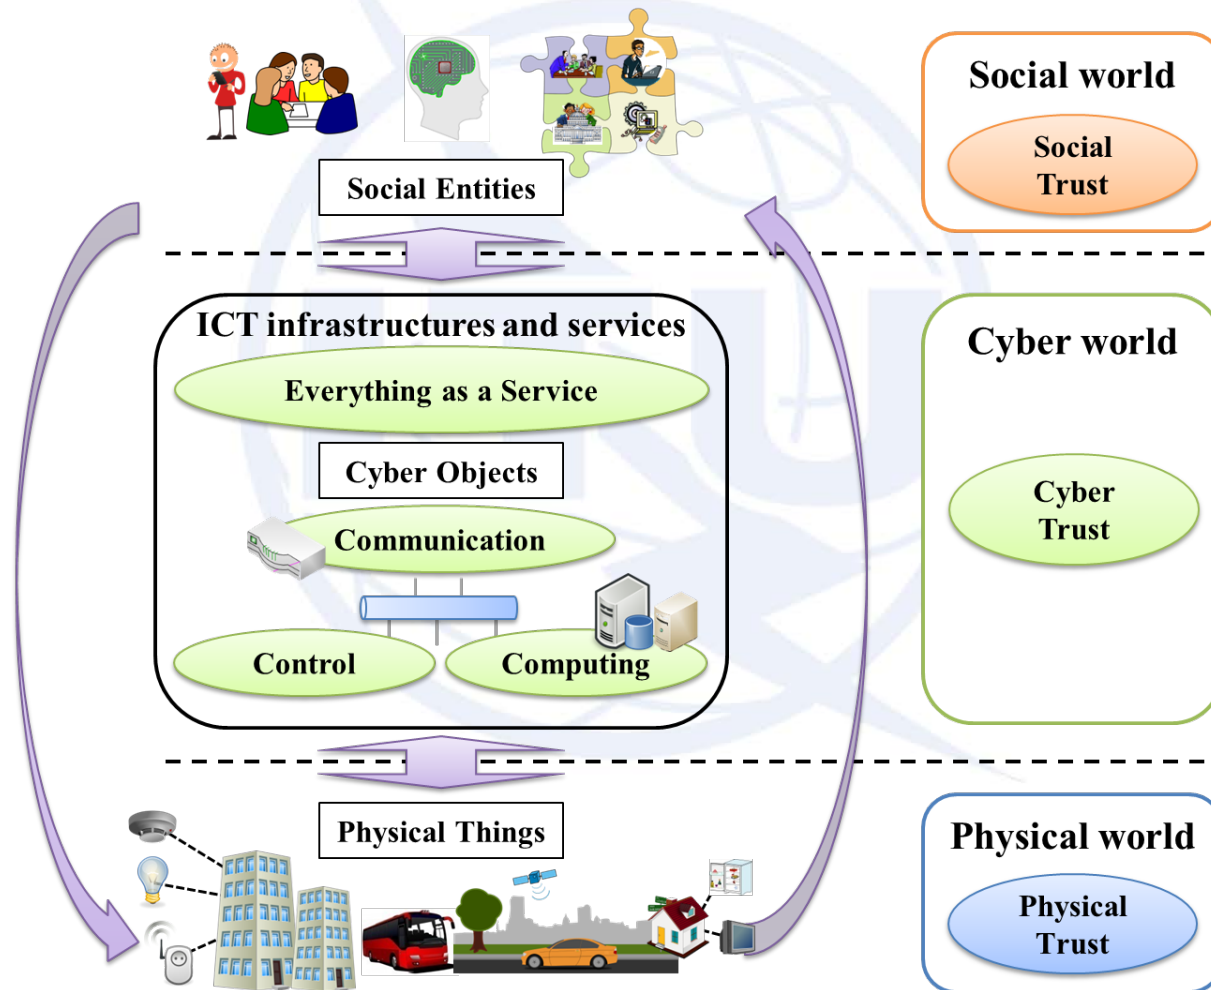 Social world
Social
Trust
Social Entities
ICT infrastructures and services
Everything as a Service
Cyber Objects
Communication
Control
Computing
Cyber world
Cyber
Trust
Physical Things
Physical world
Physical
Trust
ITU